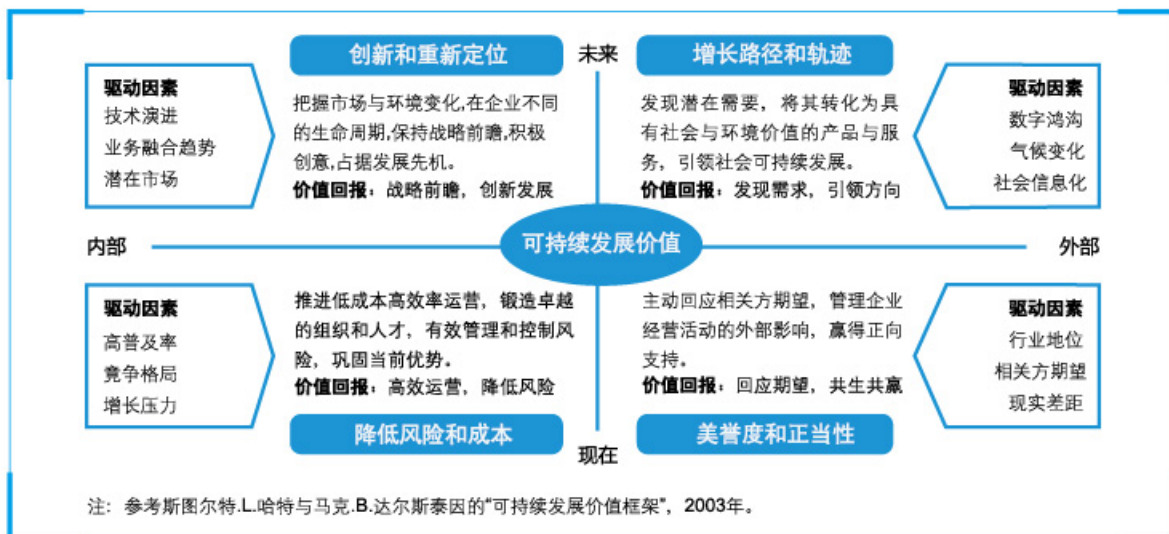 创新和重新定位
未来
增长路径和轨迹
驱动因素
技术演进
业务融合趋势
潜在市场
把握市场与环境变化,在企业不同
的生命周期,保持战略前瞻,积极
创意,占据发展先机。
价值回报：战略前瞻，创新发展
发现潜在需要，将其转化为具
有社会与环境价值的产品与服
务，引领社会可持续发展。
价值回报：发现需求，引领方向
驱动因素
数字鸿沟
气候变化
社会信息化
内部
可持续发展价值
外部
驱动因素
高普及率
竞争格局
增长压力
推进低成本高效率运营，锻造卓越
的组织和人才，有效管理和控制风
险，巩固当前优势。
价值回报：高效运营，降低风险
主动回应相关方期望，管理企业
经营活动的外部影响，赢得正向
支持。
价值回报：回应期望，共生共赢
驱动因素
行业地位
相关方期望
现实差距
降低风险和成本
现在
美誉度和正当性
注：参考斯图尔特.L.哈特与马克.B.达尔斯泰因的“可持续发展价值框架”，2003年。